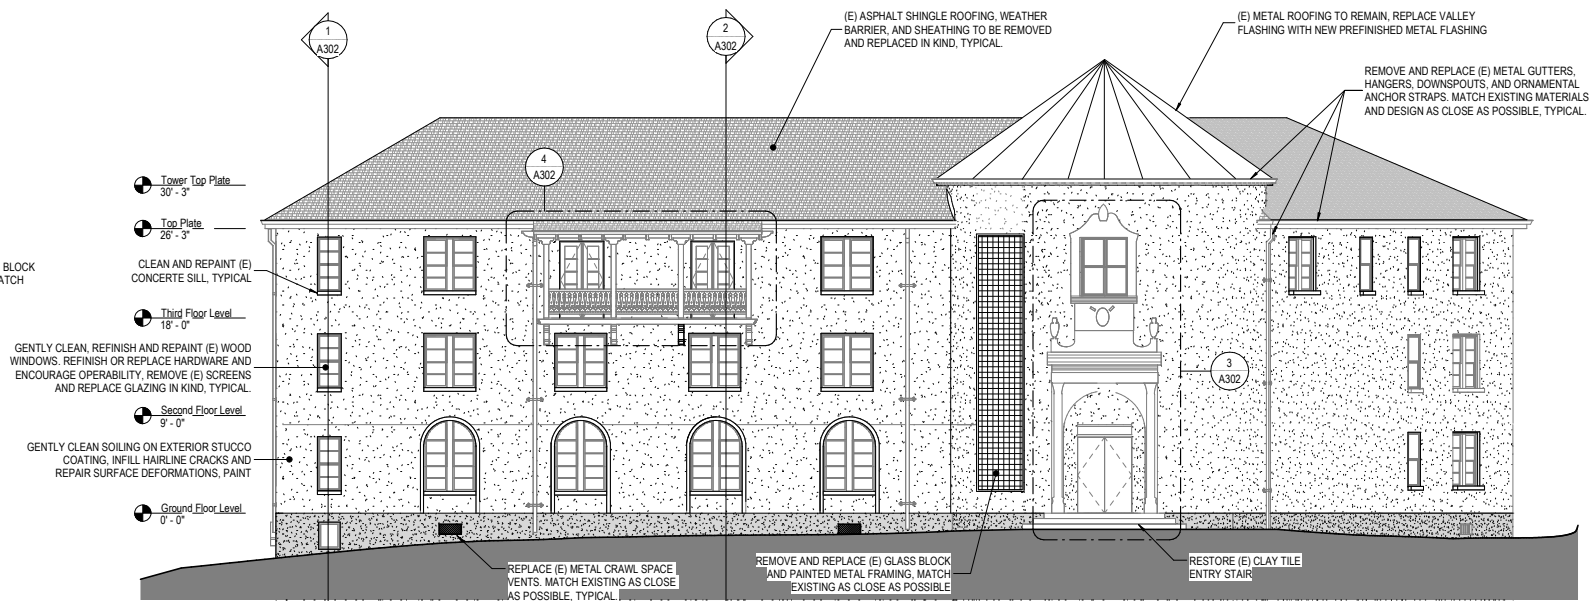 1
A302
2
A302
(E) ASPHALT SHINGLE ROOFING, WEATHER
BARRIER, AND SHEATHING TO BE REMOVED
AND REPLACED IN KIND, TYPICAL.
(E) METAL ROOFING TO REMAIN, REPLACE VALLEY
FLASHING WITH NEW PREFINISHED METAL FLASHING
REMOVE AND REPLACE (E) METAL GUTTERS,
HANGERS, DOWNSPOUTS, AND ORNAMENTAL
ANCHOR STRAPS. MATCH EXISTING MATERIALS
AND DESIGN AS CLOSE AS POSSIBLE, TYPICAL.
4
A302
Tower Top Plate
30' - 3"
Top Plate
26' - 3"
BLOCK
CLEAN AND REPAINT (E)
CONCERTE SILL, TYPICAL
Third Floor Level
18' - 0"
GENTLY CLEAN, REFINISH AND REPAINT (E) WOOD
WINDOWS. REFINISH OR REPLACE HARDWARE AND
ENCOURAGE OPERABILITY, REMOVE (E) SCREENS
AND REPLACE GLAZING IN KIND, TYPICAL.
3
A302
Second Floor Level
9' - 0"
GENTLY CLEAN SOILING ON EXTERIOR STUCCO
COATING, INFILL HAIRLINE CRACKS AND
REPAIR SURFACE DEFORMATIONS, PAINT
Ground Floor Level
0' - 0"
REPLACE (E) METAL CRAWL SPACE
VENTS. MATCH EXISTING AS CLOSE
AS POSSIBLE, TYPICAL.
REMOVE AND REPLACE (E) GLASS BLOCK
AND PAINTED METAL FRAMING, MATCH
EXISTING AS CLOSE AS POSSIBLE
RESTORE (E) CLAY TILE
ENTRY STAIR